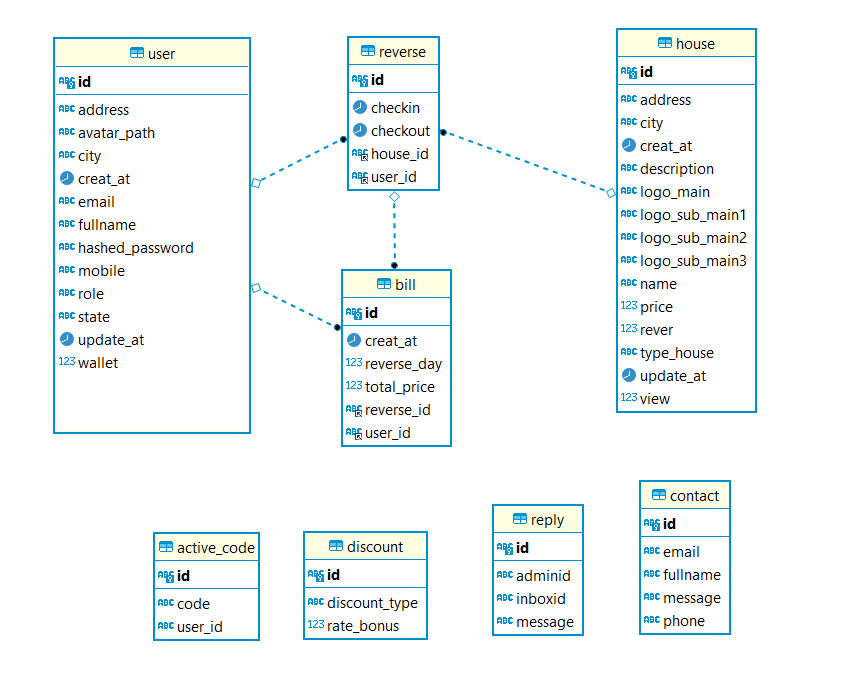 user
id
address
avatar_path
city
creat_at
email
fullname
hashed_password
mobile
role
state
update_at
wallet
reverse
id
checkin
checkout
house_id
user_id
house
id
address
city
creat_at
description
logo_main
logo_sub_main1
logo_sub_main2
logo_sub_main3
name
price
rever
type_house
update_at
view
bill
id
creat_at
reverse_day
total_price
reverse_id
user_id
active_code
id
code
user_id
discount
id
discount_type
rate_bonus
reply
id
adminid
inboxid
message
contact
id
email
fullname
message
phone